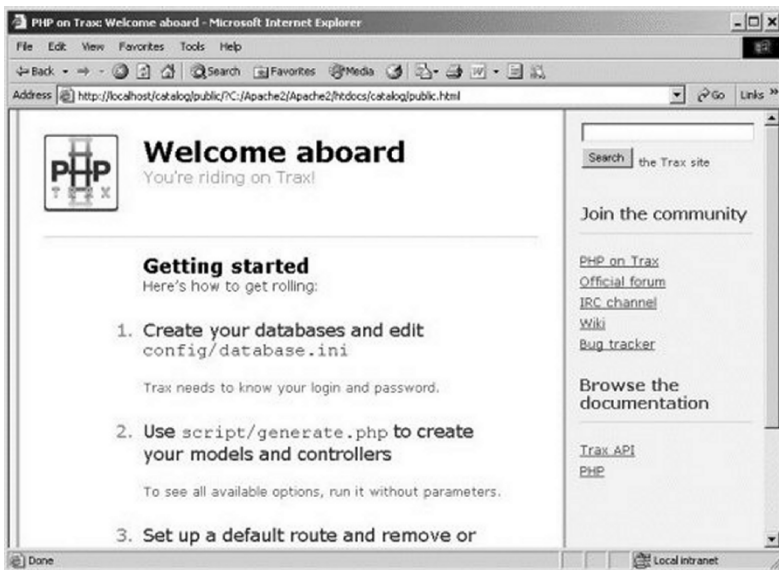 PHP on Trax: Welcome aboard - Microsoft Internet Explorer
File Edit View Favorites Tools Help
Back Search Favorites Media
Address http://localhost/catalog/public/?C:/Apache2/Apache2/htdocs/catalog/public.html Go Links »
PHP
TRAX
Welcome aboard
You're riding on Trax!
Getting started
Here's how to get rolling:
1. Create your databases and edit
config/database.ini
Trax needs to know your login and password.
2. Use script/generate.php to create
your models and controllers
To see all available options, run it without parameters.
3. Set up a default route and remove or
Search the Trax site
Join the community
PHP on Trax
Official forum
IRC channel
Wiki
Bug tracker
Browse the
documentation
Trax API
PHP
Done
Local intranet